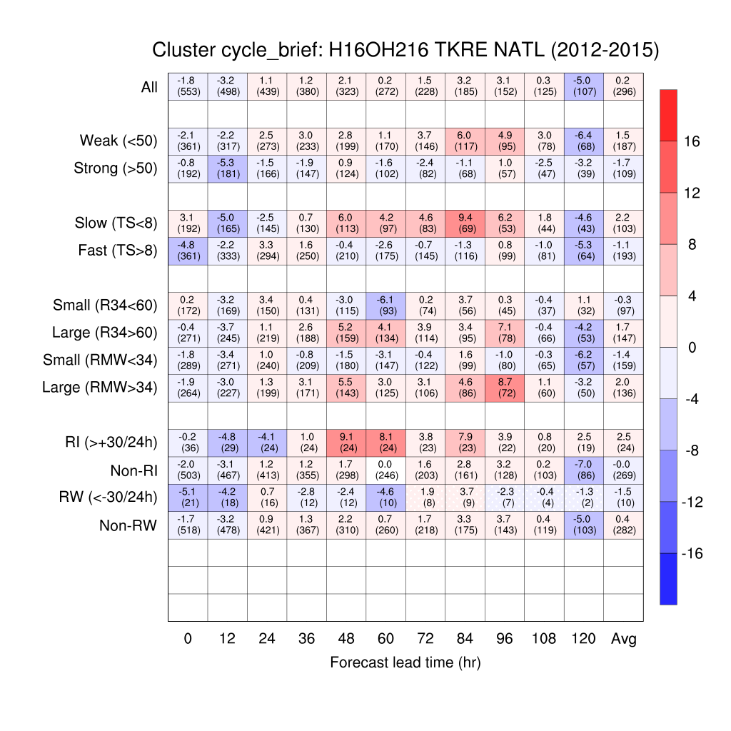 Cluster cycle_brief: H16OH216 TKRE NATL (2012-2015)
All -1.8 -3.2 1.1 1.2 2.1 0.2 1.5 3.2 3.1 0.3 -5.0 0.2
(553) (498) (439) (380) (323) (272) (228) (185) (152) (125) (107) (296)
Weak (<50) -2.1 -2.2 2.5 3.0 2.8 1.1 3.7 6.0 4.9 3.0 -6.4 1.5
(361) (317) (273) (233) (199) (170) (146) (117) (95) (78) (68) (187)
Strong (>50) -0.8 -5.3 -1.5 -1.9 0.9 -1.6 -2.4 -1.1 1.0 -2.5 -3.2 -1.7
(192) (181) (166) (147) (124) (102) (82) (68) (57) (47) (39) (109)
Slow (TS<8) 3.1 -5.0 -2.5 0.7 6.0 4.2 4.6 9.4 6.2 1.8 -4.6 2.2
(192) (165) (145) (130) (113) (97) (83) (69) (53) (44) (43) (103)
Fast (TS>8) -4.8 -2.2 3.3 1.6 -0.4 -2.6 -0.7 -1.3 0.8 -1.0 -5.3 -1.1
(361) (333) (294) (250) (210) (175) (145) (116) (99) (81) (64) (193)
Small (R34<60) 0.2 -3.2 3.4 0.4 -3.0 -6.1 0.2 3.7 0.3 -0.4 1.1 -0.3
(172) (169) (150) (131) (115) (93) (74) (56) (45) (37) (32) (97)
Large (R34>60) -0.4 -3.7 1.1 2.6 5.2 4.1 3.9 3.4 7.1 -0.4 -4.2 1.7
(271) (245) (219) (188) (159) (134) (114) (95) (78) (66) (53) (147)
Small (RMW<34) -1.8 -3.4 1.0 -0.8 -1.5 -3.1 -0.4 1.6 -1.0 -0.3 -6.2 -1.4
(289) (271) (240) (209) (180) (147) (122) (99) (80) (65) (57) (159)
Large (RMW>34) -1.9 -3.0 1.3 3.1 5.5 3.0 3.1 4.6 8.7 1.1 -3.2 2.0
(264) (227) (199) (171) (143) (125) (106) (86) (72) (60) (50) (136)
RI (>+30/24h) -0.2 -4.8 -4.1 1.0 9.1 8.1 3.8 7.9 3.9 0.8 2.5 2.5
(36) (29) (24) (24) (24) (24) (23) (23) (22) (20) (19) (24)
Non-RI -2.0 -3.1 1.2 1.2 1.7 0.0 1.6 2.8 3.2 0.2 -7.0 -0.0
(503) (467) (413) (355) (298) (246) (203) (161) (128) (103) (86) (269)
RW (<-30/24h) -5.1 -4.2 0.7 -2.8 -2.4 -4.6 1.9 3.7 -2.3 -0.4 -1.3 -1.5
(21) (18) (16) (12) (12) (10) (8) (9) (7) (4) (2) (10)
Non-RW -1.7 -3.2 0.9 1.3 2.2 0.7 1.7 3.3 3.7 0.4 -5.0 0.4
(518) (478) (421) (367) (310) (260) (218) (175) (143) (119) (103) (282)
0 12 24 36 48 60 72 84 96 108 120 Avg
Forecast lead time (hr)
16
12
8
4
0
-4
-8
-12
-16